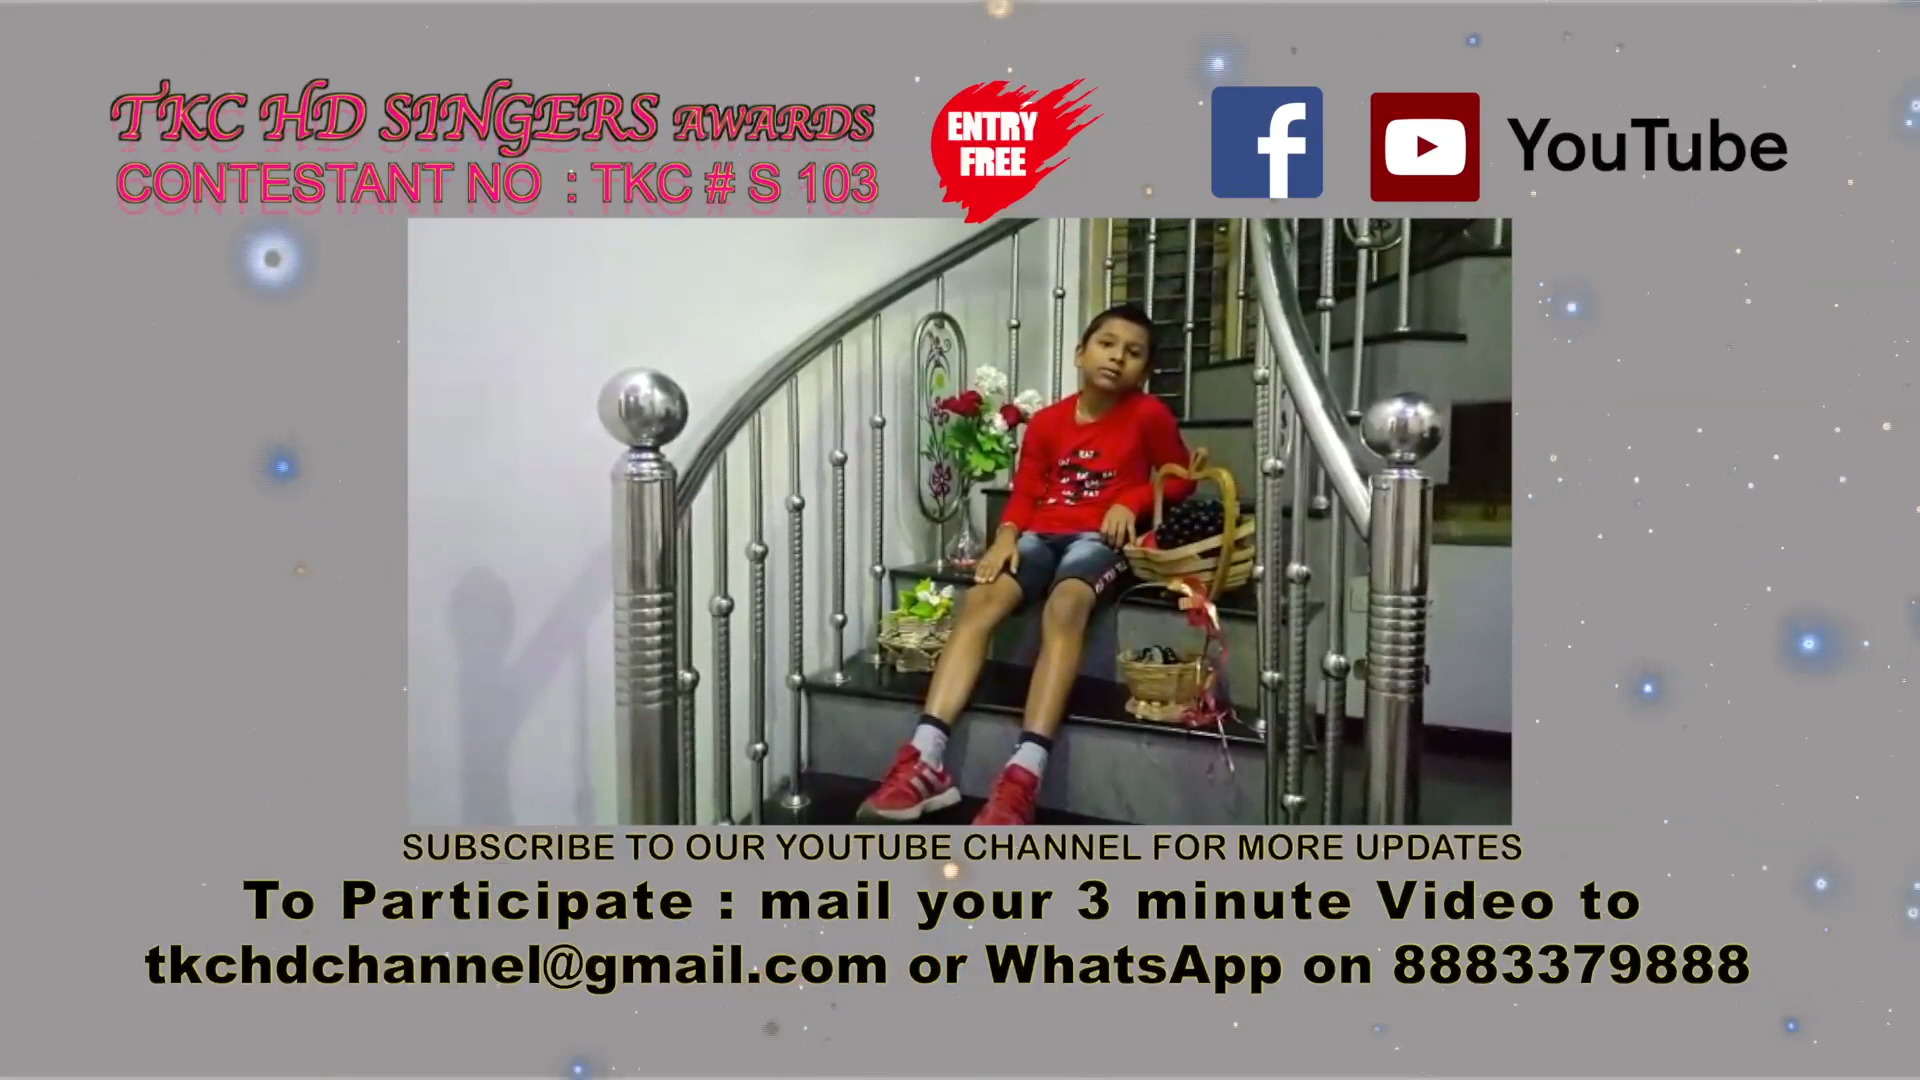 TKC HD SINGERS AWARDS
CONTESTANT NO : TKC # S 103
ENTRY
FREE
f
YouTube
SUBSCRIBE TO OUR YOUTUBE CHANNEL FOR MORE UPDATES
To Participate : mail your 3 minute Video to
tkchdchannel@gmail.com or WhatsApp on 8883379888